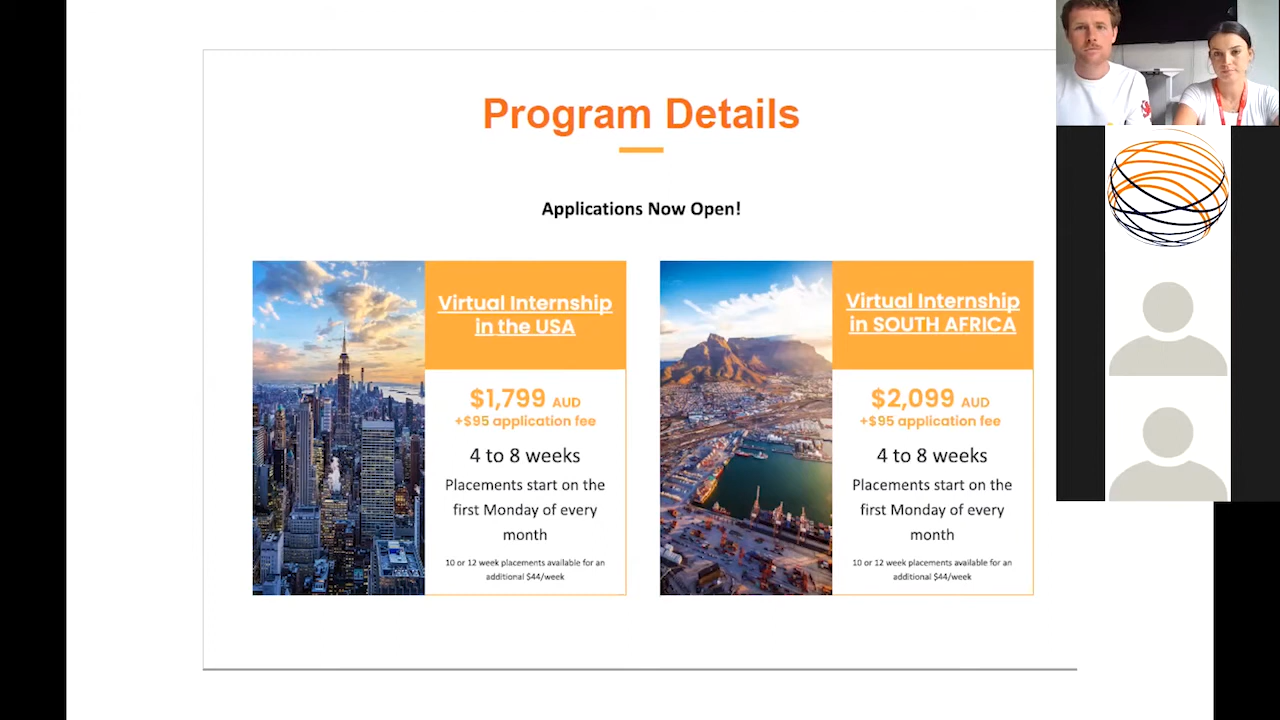 Program Details
Applications Now Open!
Virtual Internship
in the USA
$1,799 AUD
+$95 application fee
4 to 8 weeks
Placements start on the
first Monday of every
month
10 or 12 week placements available for an
additional $44/week
Virtual Internship
in SOUTH AFRICA
$2,099 AUD
+$95 application fee
4 to 8 weeks
Placements start on the
first Monday of every
month
10 or 12 week placements available for an
additional $44/week